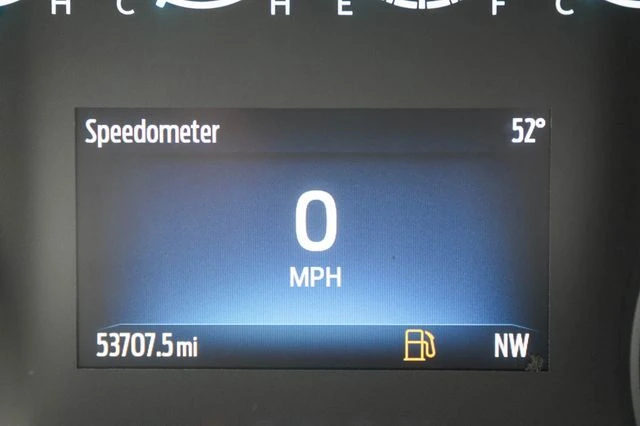 H C H E F C
Speedometer 52°
0
MPH
53707.5 mi NW